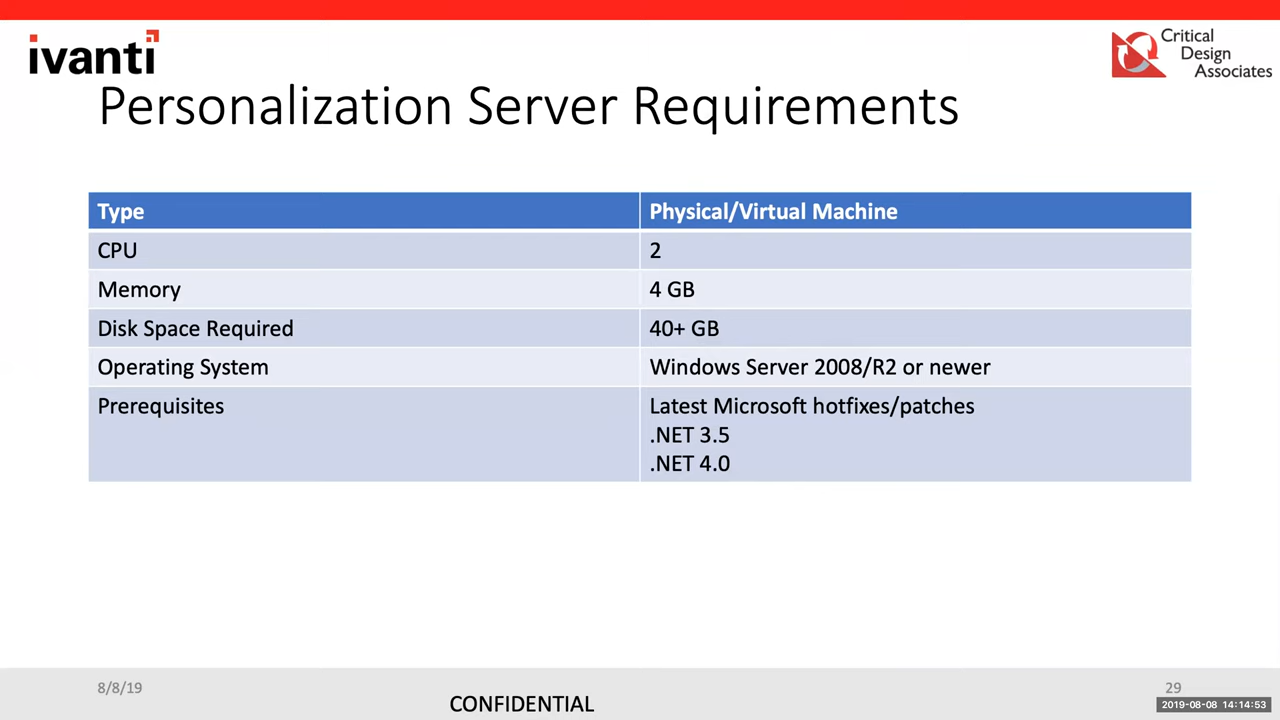 ivanti
Critical
Design
Associates
Personalization Server Requirements
Type Physical/Virtual Machine
CPU 2
Memory 4 GB
Disk Space Required 40+ GB
Operating System Windows Server 2008/R2 or newer
Prerequisites Latest Microsoft hotfixes/patches
.NET 3.5
.NET 4.0
8/8/19
CONFIDENTIAL
29
2019-08-08 14:14:53